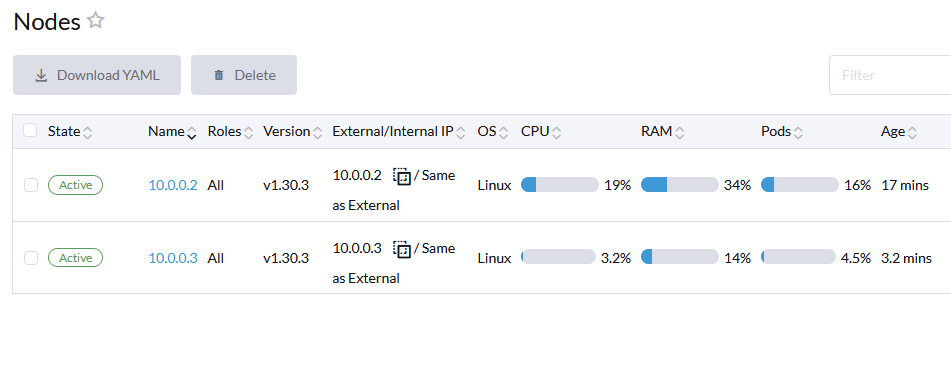 Nodes
Download YAML Delete Filter
State Name Roles Version External/Internal IP OS CPU RAM Pods Age
Active 10.0.0.2 All v1.30.3 10.0.0.2 / Same as External Linux 19% 34% 16% 17 mins
Active 10.0.0.3 All v1.30.3 10.0.0.3 / Same as External Linux 3.2% 14% 4.5% 3.2 mins